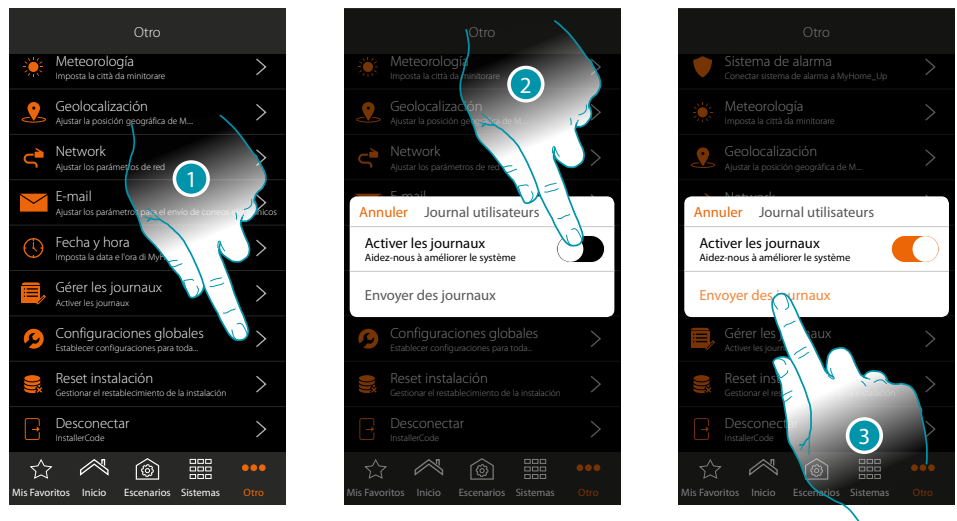 Otro
Meteorología
Imposta la città da minitorare
Geolocalización
Ajustar la posición geográfica de M...
Network
Ajustar los parámetros de red
1
E-mail
Ajustar los parámetros para el envío de correos
Fecha y hora
Imposta la data e l'ora di
Gérer les journaux
Activer les journaux
Configuraciones globales
Establecer configuraciones para toda...
Reset instalación
Gestionar el restablecimiento de la instalación
Desconectar
InstallerCode
Mis Favoritos Inicio Escenarios Sistemas Otro
Otro
Meteorología
Imposta la città da minitorare
2
Geolocalización
Ajustar la posición geográfica de M...
Network
Ajustar los parámetros de red
E-mail
Annuler Journal utilisateurs
Activer les journaux
Aidez-nous à améliorer le système
Envoyer des journaux
Configuraciones globales
Establecer configuraciones para toda...
Reset instalación
Gestionar el restablecimiento de la instalación
Desconectar
InstallerCode
Mis Favoritos Inicio Escenarios Sistemas Otro
Otro
Sistema de alarma
Conectar sistema de alarma a MyHome_Up
Meteorología
Imposta la città da minitorare
Geolocalización
Ajustar la posición geográfica de M...
Network
Annuler Journal utilisateurs
Activer les journaux
Aidez-nous à améliorer le système
Envoyer des journaux
Gérer les journaux
Activer les
Reset
Gestionar el
Desconectar
InstallerCode
3
Mis Favoritos Inicio Escenarios Sistemas Otro